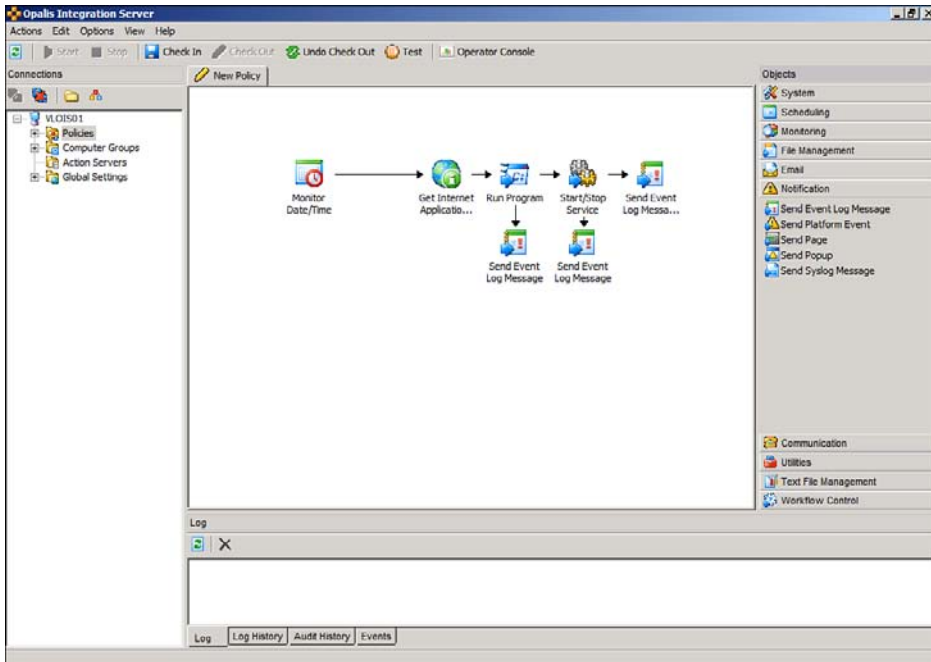 Opalis Integration Server
Actions Edit Options View Help
Start Stop Check In Check Out Undo Check Out Test Operator Console
Connections
VLOIS01
Policies
Computer Groups
Action Servers
Global Settings
New Policy
Monitor
Date/Time
Get Internet
Applicatio...
Run Program
Start/Stop
Service
Send Event
Log Messa...
Send Event
Log Message
Send Event
Log Message
Objects
System
Scheduling
Monitoring
File Management
Email
Notification
Send Event Log Message
Send Platform Event
Send Page
Send Popup
Send Syslog Message
Communication
Utilities
Text File Management
Workflow Control
Log
Log Log History Audit History Events